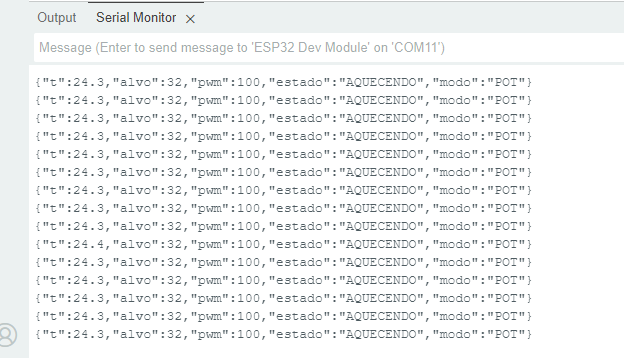 Output Serial Monitor
Message (Enter to send message to 'ESP32 Dev Module' on 'COM11')
{"t":24.3,"alvo":32,"pwm":100,"estado":"AQUECENDO","modo":"POT"}
{"t":24.3,"alvo":32,"pwm":100,"estado":"AQUECENDO","modo":"POT"}
{"t":24.3,"alvo":32,"pwm":100,"estado":"AQUECENDO","modo":"POT"}
{"t":24.3,"alvo":32,"pwm":100,"estado":"AQUECENDO","modo":"POT"}
{"t":24.3,"alvo":32,"pwm":100,"estado":"AQUECENDO","modo":"POT"}
{"t":24.3,"alvo":32,"pwm":100,"estado":"AQUECENDO","modo":"POT"}
{"t":24.3,"alvo":32,"pwm":100,"estado":"AQUECENDO","modo":"POT"}
{"t":24.3,"alvo":32,"pwm":100,"estado":"AQUECENDO","modo":"POT"}
{"t":24.3,"alvo":32,"pwm":100,"estado":"AQUECENDO","modo":"POT"}
{"t":24.4,"alvo":32,"pwm":100,"estado":"AQUECENDO","modo":"POT"}
{"t":24.3,"alvo":32,"pwm":100,"estado":"AQUECENDO","modo":"POT"}
{"t":24.3,"alvo":32,"pwm":100,"estado":"AQUECENDO","modo":"POT"}
{"t":24.3,"alvo":32,"pwm":100,"estado":"AQUECENDO","modo":"POT"}
{"t":24.3,"alvo":32,"pwm":100,"estado":"AQUECENDO","modo":"POT"}
{"t":24.3,"alvo":32,"pwm":100,"estado":"AQUECENDO","modo":"POT"}